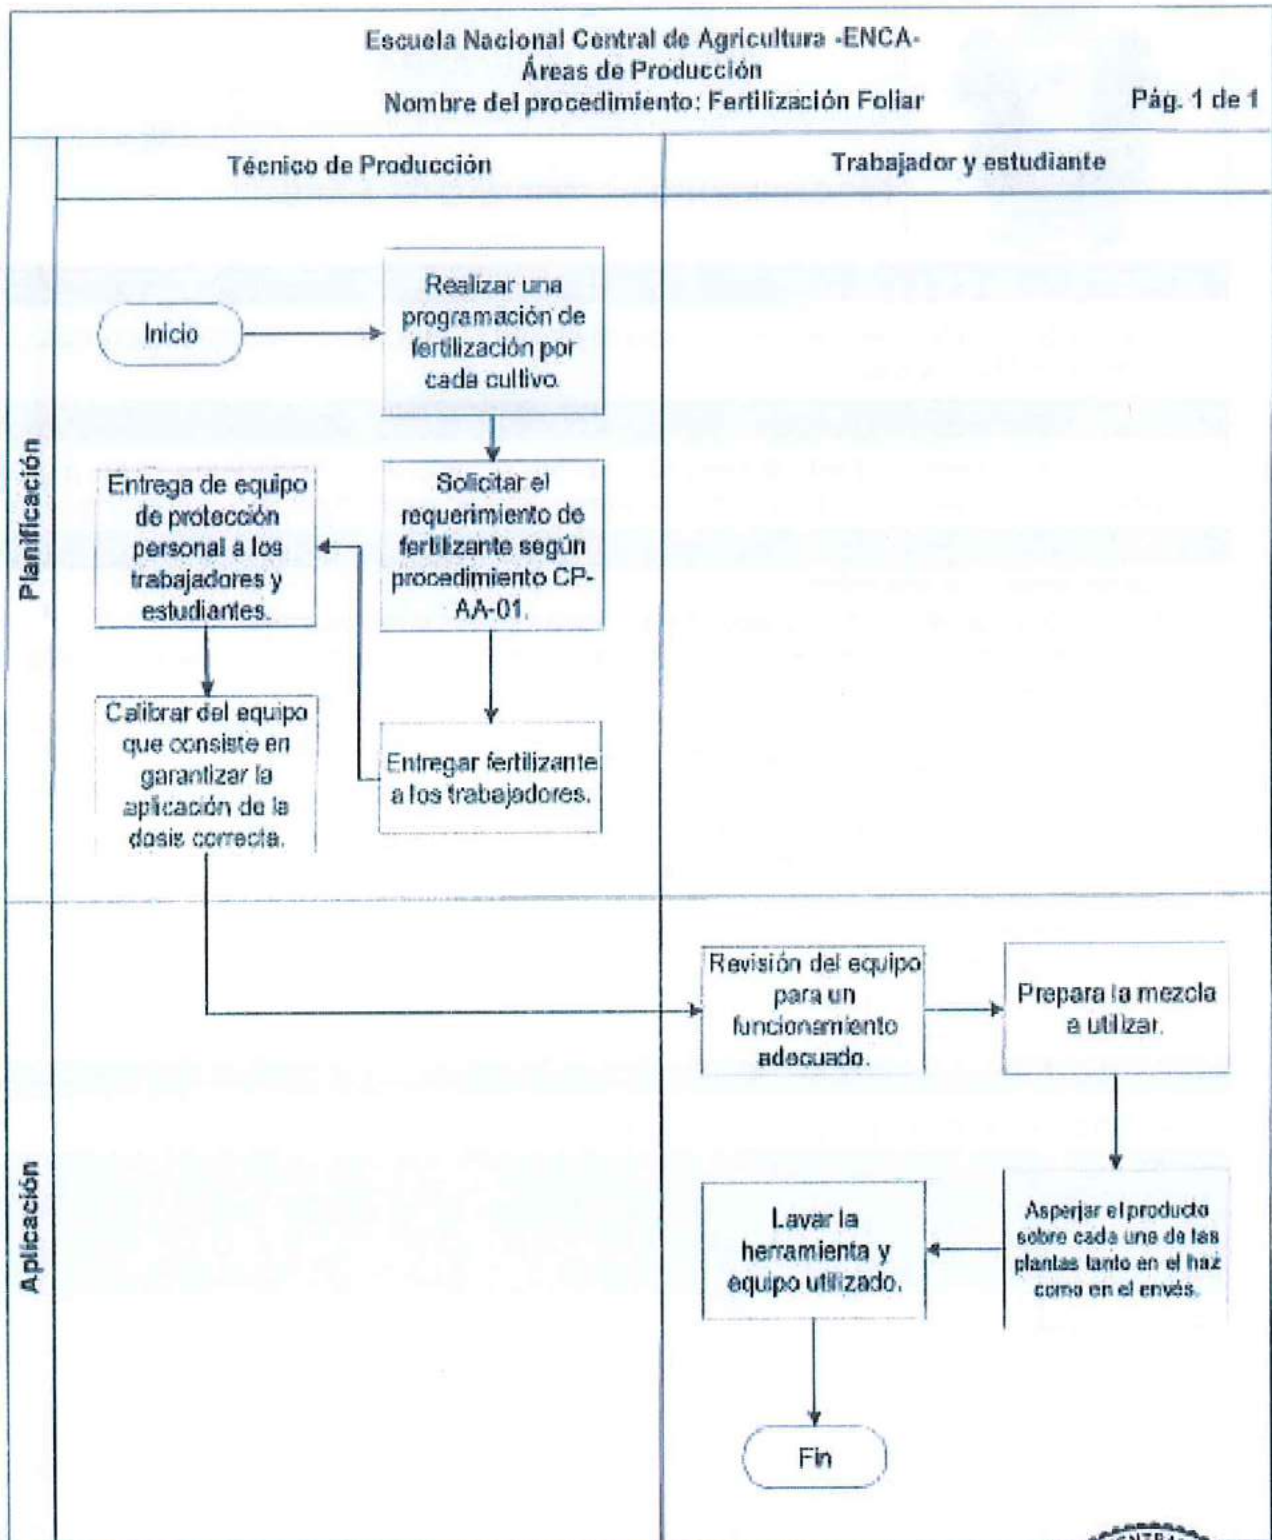 Escuela Nacional Central de Agricultura -ENCA-
Áreas de Producción
Nombre del procedimiento: Fertilización Foliar
Pág. 1 de 1
Técnico de Producción
Trabajador y estudiante
Planificación
Inicio
Realizar una
programación de
fertilización por
cada cultivo.
Solicitar el
requerimiento de
fertilizante según
procedimiento CP-
AA-01.
Entrega de equipo
de protección
personal a los
trabajadores y
estudiantes.
Entregar fertilizante
a los trabajadores.
Calibrar del equipo
que consiste en
garantizar la
aplicación de la
dosis correcta.
Aplicación
Revisión del equipo
para un
funcionamiento
adecuado.
Prepara la mezcla
a utilizar.
Asperjar el producto
sobre cada una de las
plantas tanto en el haz
como en el envés.
Lavar la
herramienta y
equipo utilizado.
Fin